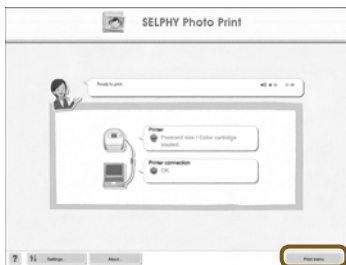 SELPHY Photo Print
Ready to print.
Printer
Postcard size / Color cartridge
loaded.
Printer connection
OK.
? Settings... About... Print menu